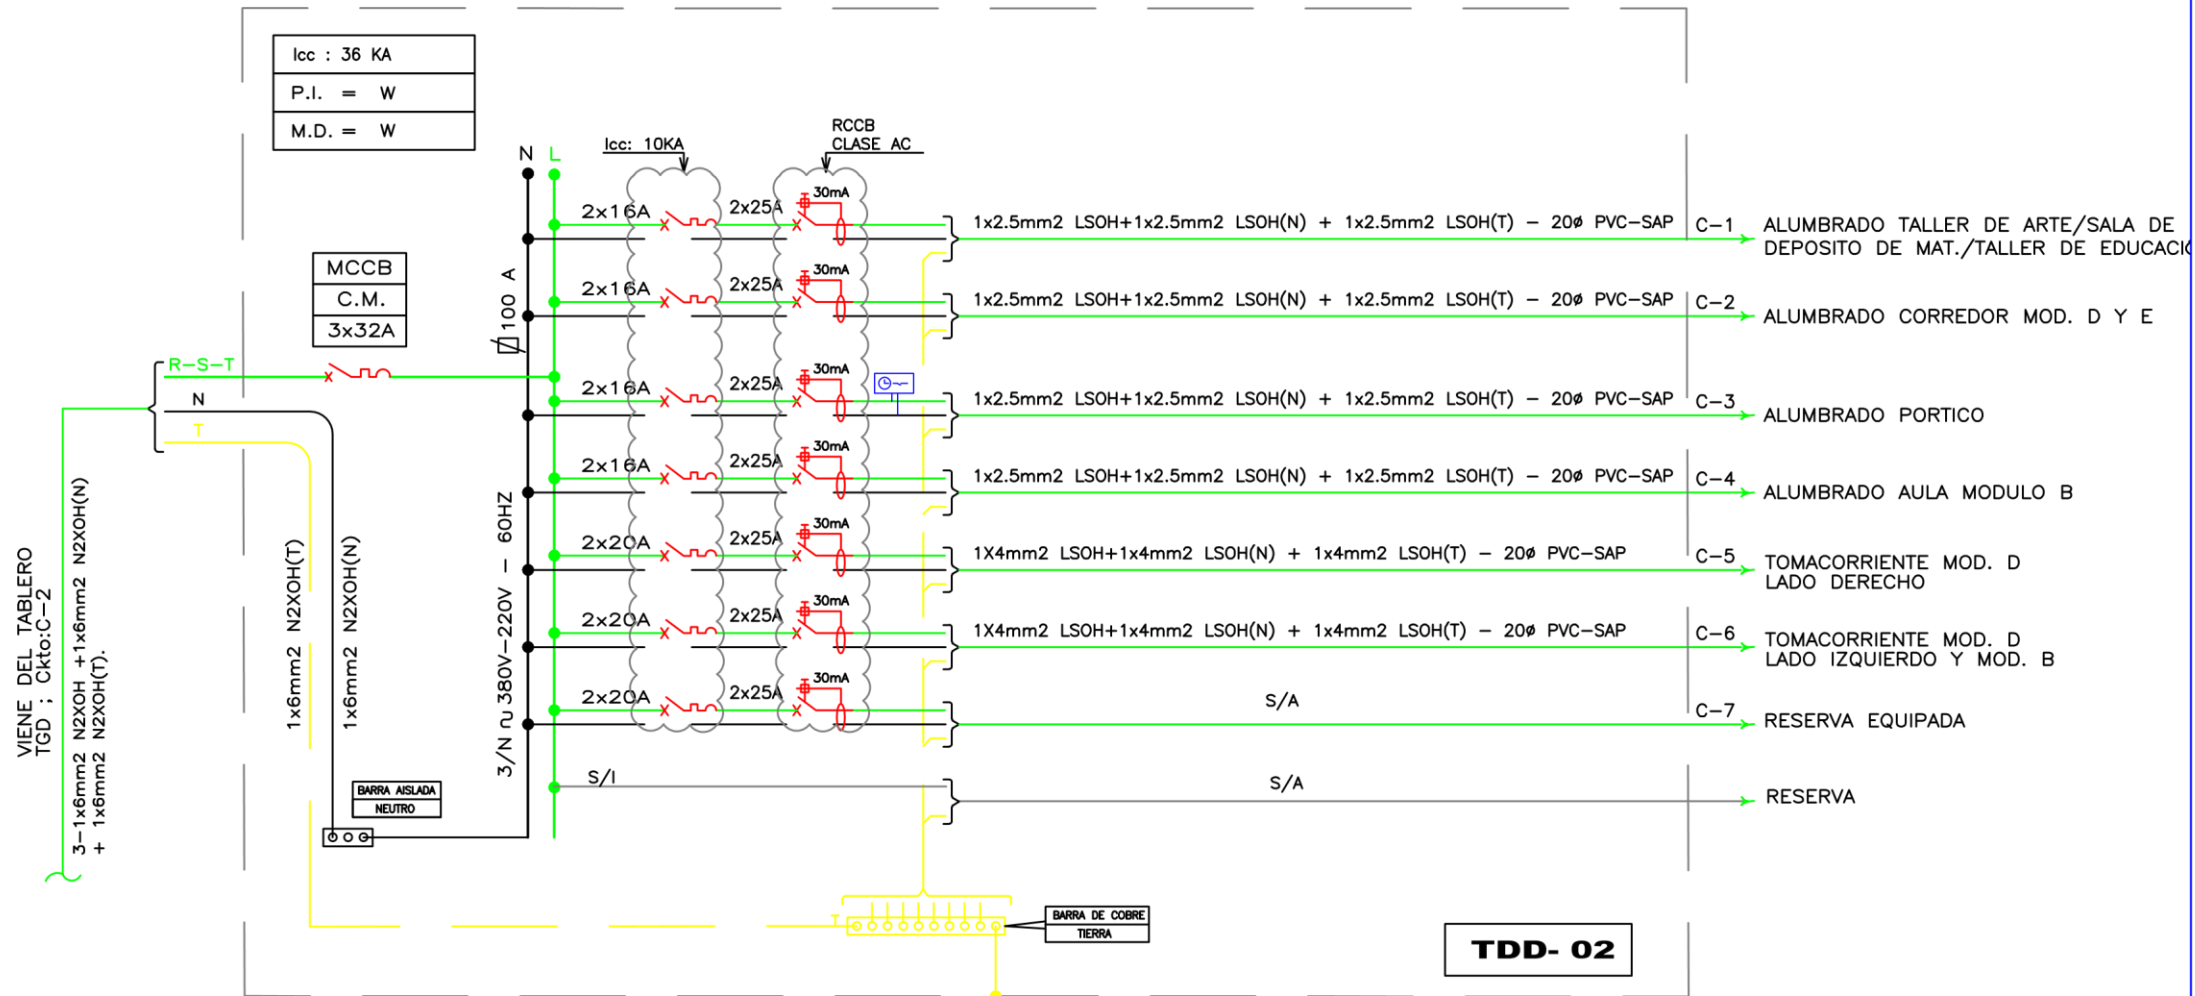 Icc : 36 KA
P.I. = W
M.D. = W
MCCB
C.M.
3x32A
R-S-T
N
T
VIENE DEL TABLERO
TGD ; Ckto:C-2
3-1x6mm2 N2XOH +1x6mm2 N2XOH(N)
+ 1x6mm2 N2XOH(T).
1x6mm2 N2XOH(T)
1x6mm2 N2XOH(N)
BARRA AISLADA
NEUTRO
N L
100 A
3/N 380V-220V - 60HZ
Icc: 10KA
RCCB
CLASE AC
2x16A 2x25A 30mA 1x2.5mm2 LSOH+1x2.5mm2 LSOH(N) + 1x2.5mm2 LSOH(T) - 20ø PVC-SAP C-1 ALUMBRADO TALLER DE ARTE/SALA DE
DEPOSITO DE MAT./TALLER DE
2x16A 2x25A 30mA 1x2.5mm2 LSOH+1x2.5mm2 LSOH(N) + 1x2.5mm2 LSOH(T) - 20ø PVC-SAP C-2 ALUMBRADO CORREDOR MOD. D Y E
2x16A 2x25A 30mA 1x2.5mm2 LSOH+1x2.5mm2 LSOH(N) + 1x2.5mm2 LSOH(T) - 20ø PVC-SAP C-3 ALUMBRADO PORTICO
2x16A 2x25A 30mA 1x2.5mm2 LSOH+1x2.5mm2 LSOH(N) + 1x2.5mm2 LSOH(T) - 20ø PVC-SAP C-4 ALUMBRADO AULA MODULO B
2x20A 2x25A 30mA 1X4mm2 LSOH+1x4mm2 LSOH(N) + 1x4mm2 LSOH(T) - 20ø PVC-SAP C-5 TOMACORRIENTE MOD. D
LADO DERECHO
2x20A 2x25A 30mA 1X4mm2 LSOH+1x4mm2 LSOH(N) + 1x4mm2 LSOH(T) - 20ø PVC-SAP C-6 TOMACORRIENTE MOD. D
LADO IZQUIERDO Y MOD. B
2x20A 2x25A 30mA S/A C-7 RESERVA EQUIPADA
S/I S/A RESERVA
T
BARRA DE COBRE
TIERRA
TDD- 02